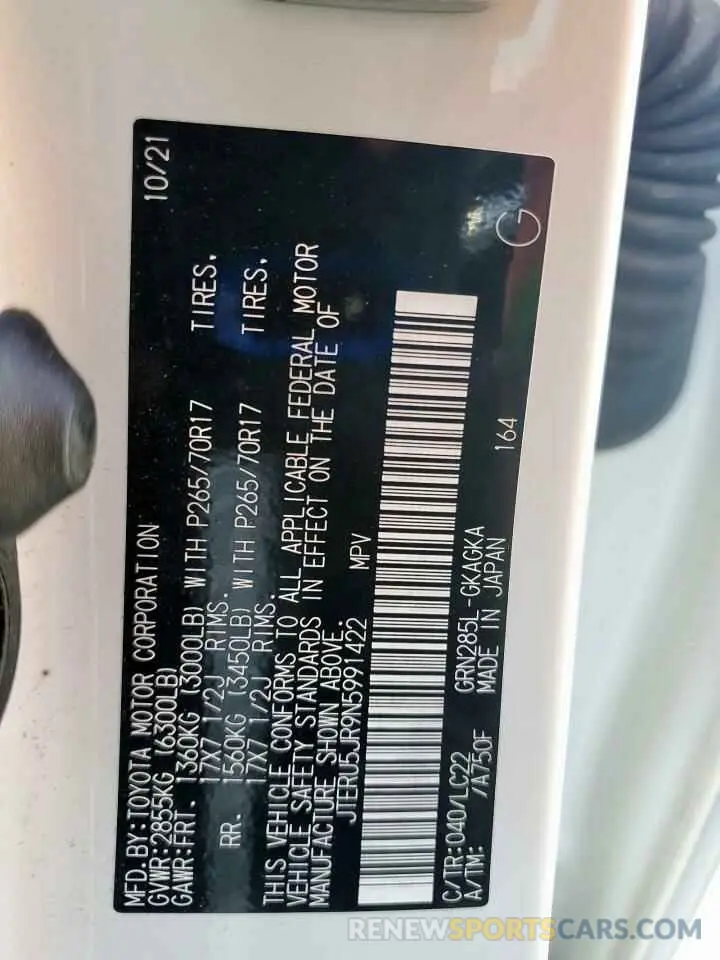 MFD.BY:TOYOTA MOTOR CORPORATION 10/21
GVWR:2855KG (6300LB)
GAWR:FRT. 1360KG (3000LB) WITH P265/70R17 TIRES,
17X7 1/2J RIMS.
RR. 1560KG (3450LB) WITH P265/70R17 TIRES,
17X7 1/2J RIMS.
THIS VEHICLE CONFORMS TO ALL APPLICABLE FEDERAL MOTOR
VEHICLE SAFETY STANDARDS IN EFFECT ON THE DATE OF
MANUFACTURE SHOWN ABOVE.
JTERU5JR9N5991422 MPV
C/TR:040/LC22 GRN285L-GKAGKA 164
A/TM: /A750F MADE IN JAPAN
G
RENEWSPORTSCARS.COM